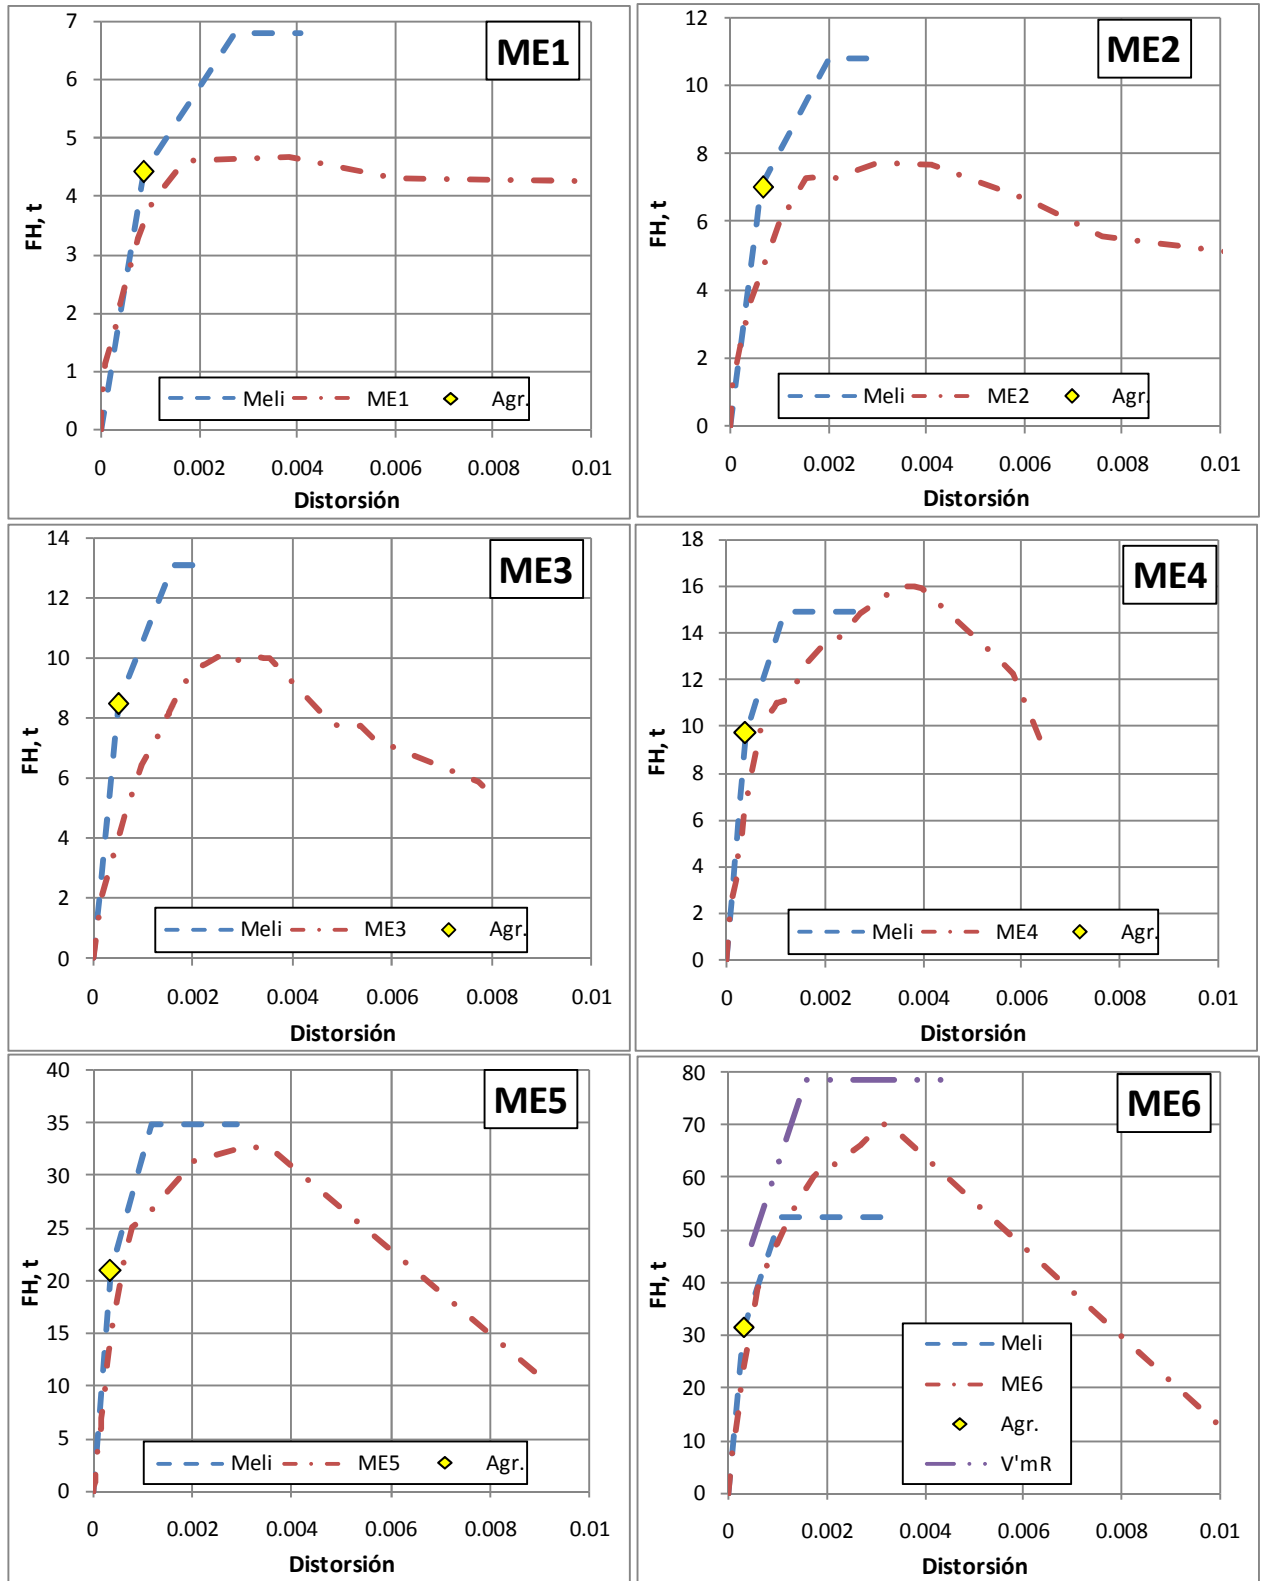 ME1
7
6
5
4
3
2
1
0
FH, t
Meli ME1 Agr.
0 0.002 0.004 0.006 0.008 0.01
Distorsión
ME2
12
10
8
6
4
2
0
FH, t
Meli ME2 Agr.
0 0.002 0.004 0.006 0.008 0.01
Distorsión
ME3
14
12
10
8
6
4
2
0
FH, t
Meli ME3 Agr.
0 0.002 0.004 0.006 0.008 0.01
Distorsión
ME4
18
16
14
12
10
8
6
4
2
0
FH, t
Meli ME4 Agr.
0 0.002 0.004 0.006 0.008 0.01
Distorsión
ME5
40
35
30
25
20
15
10
5
0
FH, t
Meli ME5 Agr.
0 0.002 0.004 0.006 0.008 0.01
Distorsión
ME6
80
70
60
50
40
30
20
10
0
FH, t
Meli
ME6
Agr.
V'mR
0 0.002 0.004 0.006 0.008 0.01
Distorsión